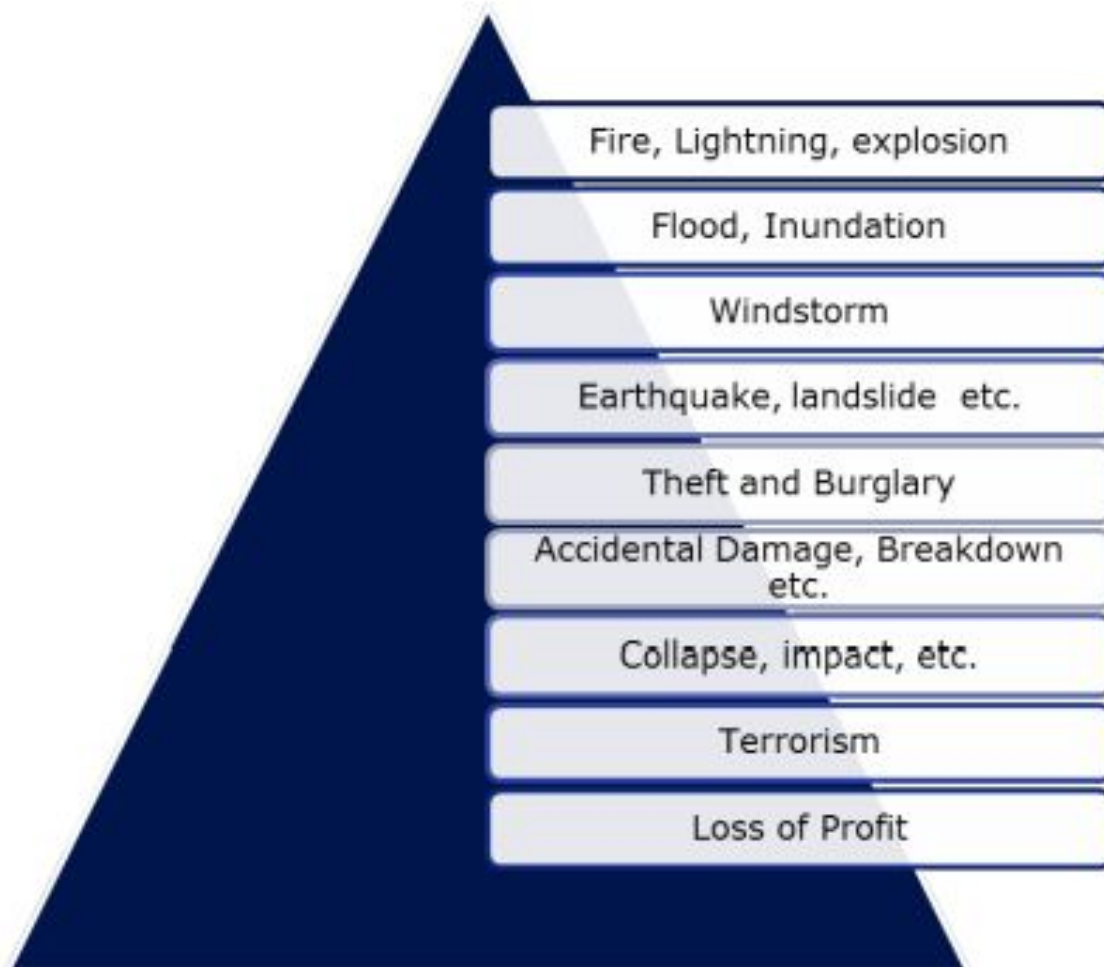 Fire, Lightning, explosion
Flood, Inundation
Windstorm
Earthquake, landslide  etc.
Theft and Burglary
Accidental Damage, Breakdown
etc.
Collapse, impact, etc.
Terrorism
Loss of Profit